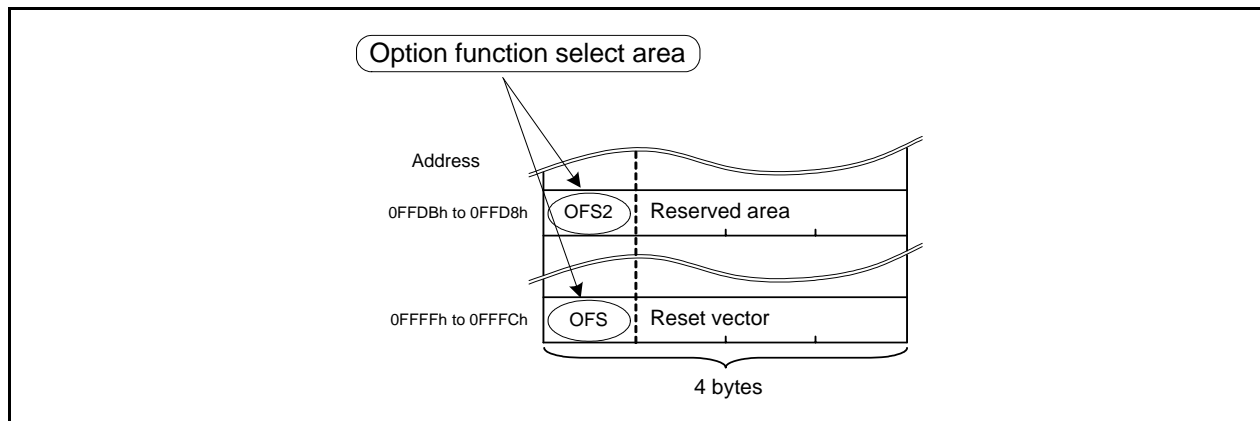 Option function select area
Address
0FFDBh to 0FFD8h OFS2 Reserved area
0FFFFh to 0FFFCh OFS Reset vector
4 bytes